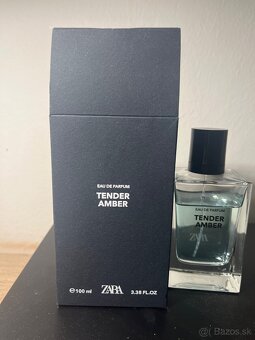 EAU DE PARFUM
TENDER
AMBER
℮ 100 ml
ZARA
3.38 FL.OZ
EAU DE PARFUM
TENDER
AMBER
ZARA
Bazos.sk